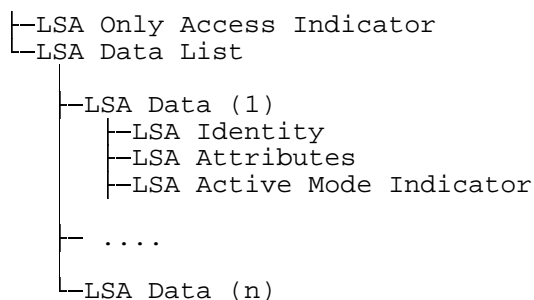 LSA Only Access Indicator
LSA Data List
LSA Data (1)
LSA Identity
LSA Attributes
LSA Active Mode Indicator
....
LSA Data (n)